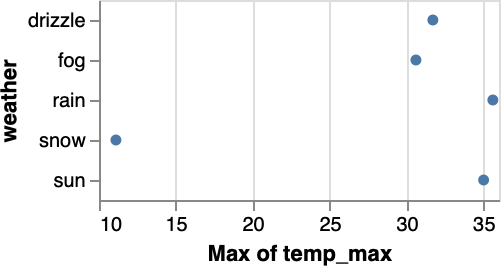 weather
drizzle
fog
rain
snow
sun
10 15 20 25 30 35
Max of temp_max